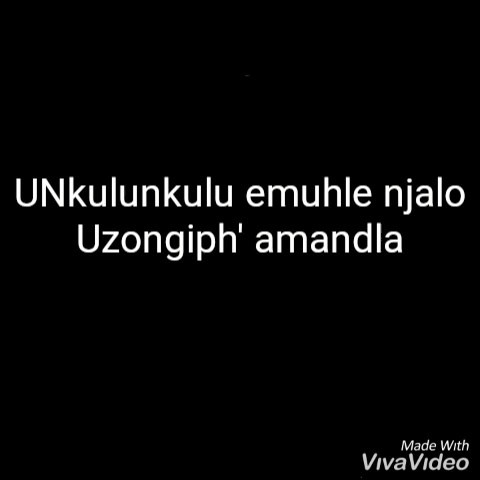 UNkulunkulu emuhle njalo
Uzongiph' amandla
Made With
VivaVideo